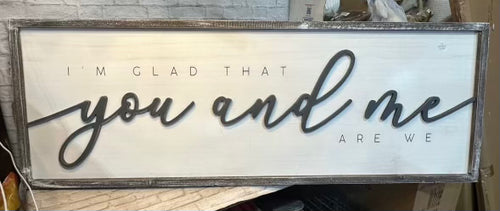 I'M GLAD THAT
you and me
ARE WE